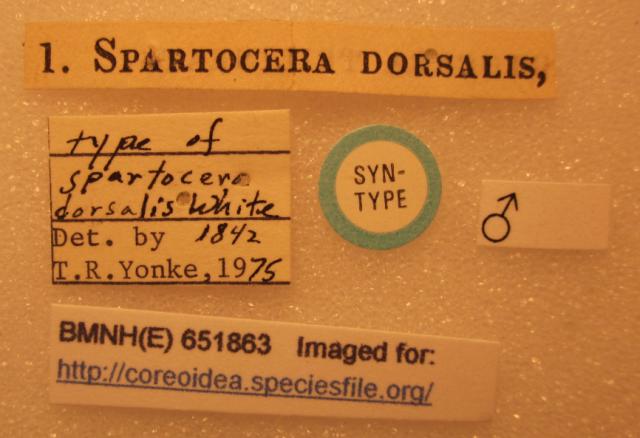 1. SPARTOCERA DORSALIS,
type of
spartocera
dorsalis White
Det. by 1842
T.R.Yonke, 1975
SYN-
TYPE
♂
BMNH(E) 651863 Imaged for:
http://coreoidea.speciesfile.org/